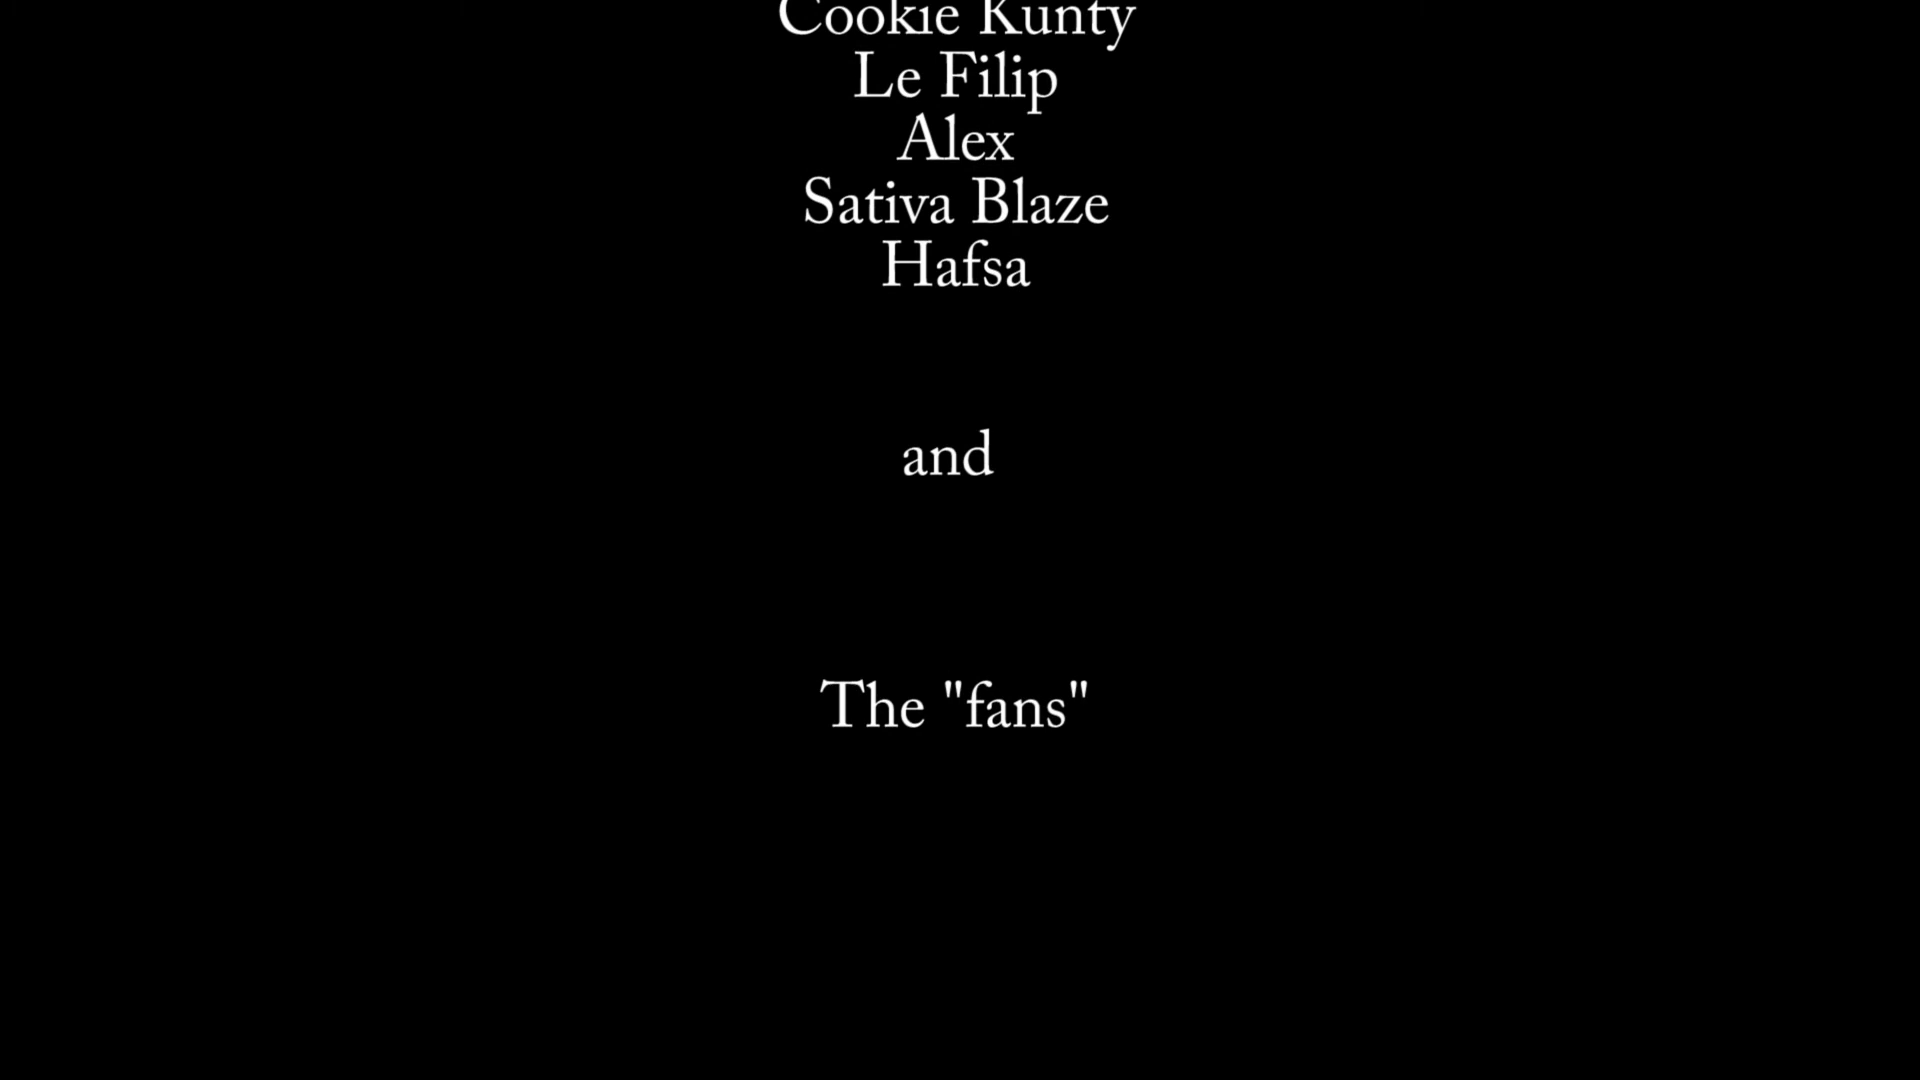 Cookie Kunty
Le Filip
Alex
Sativa Blaze
Hafsa
and
The "fans"